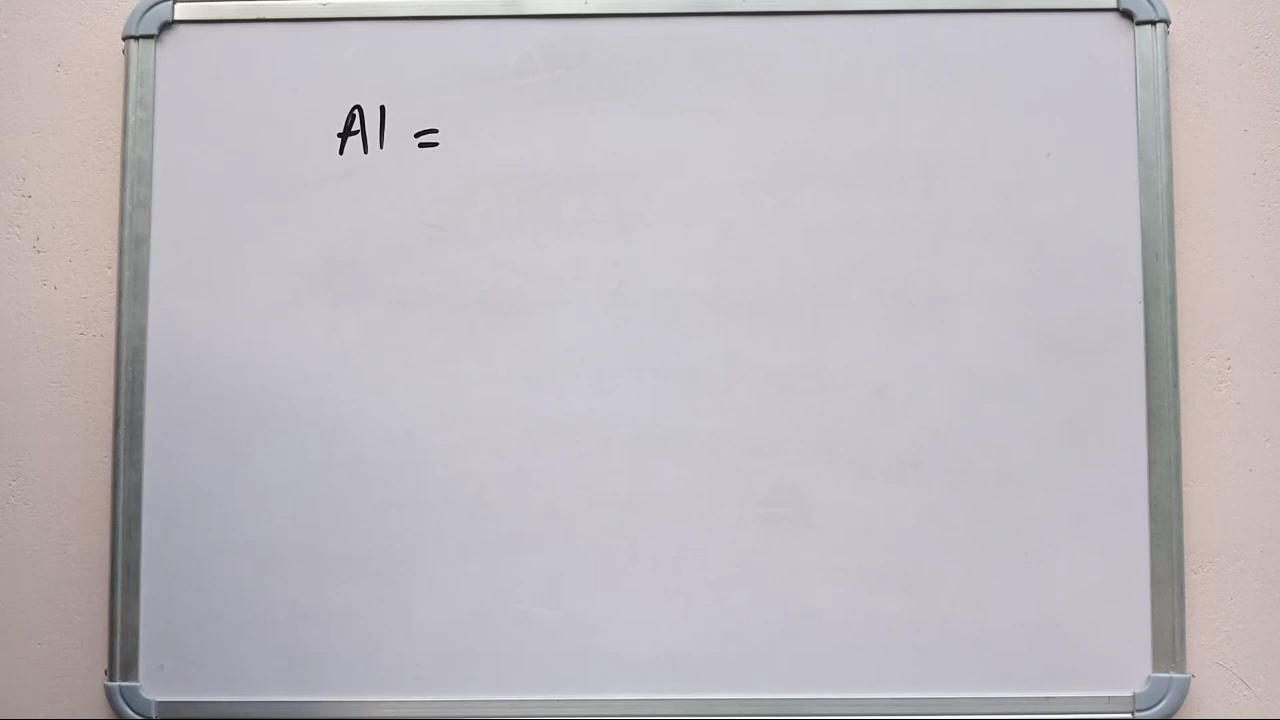 Al =